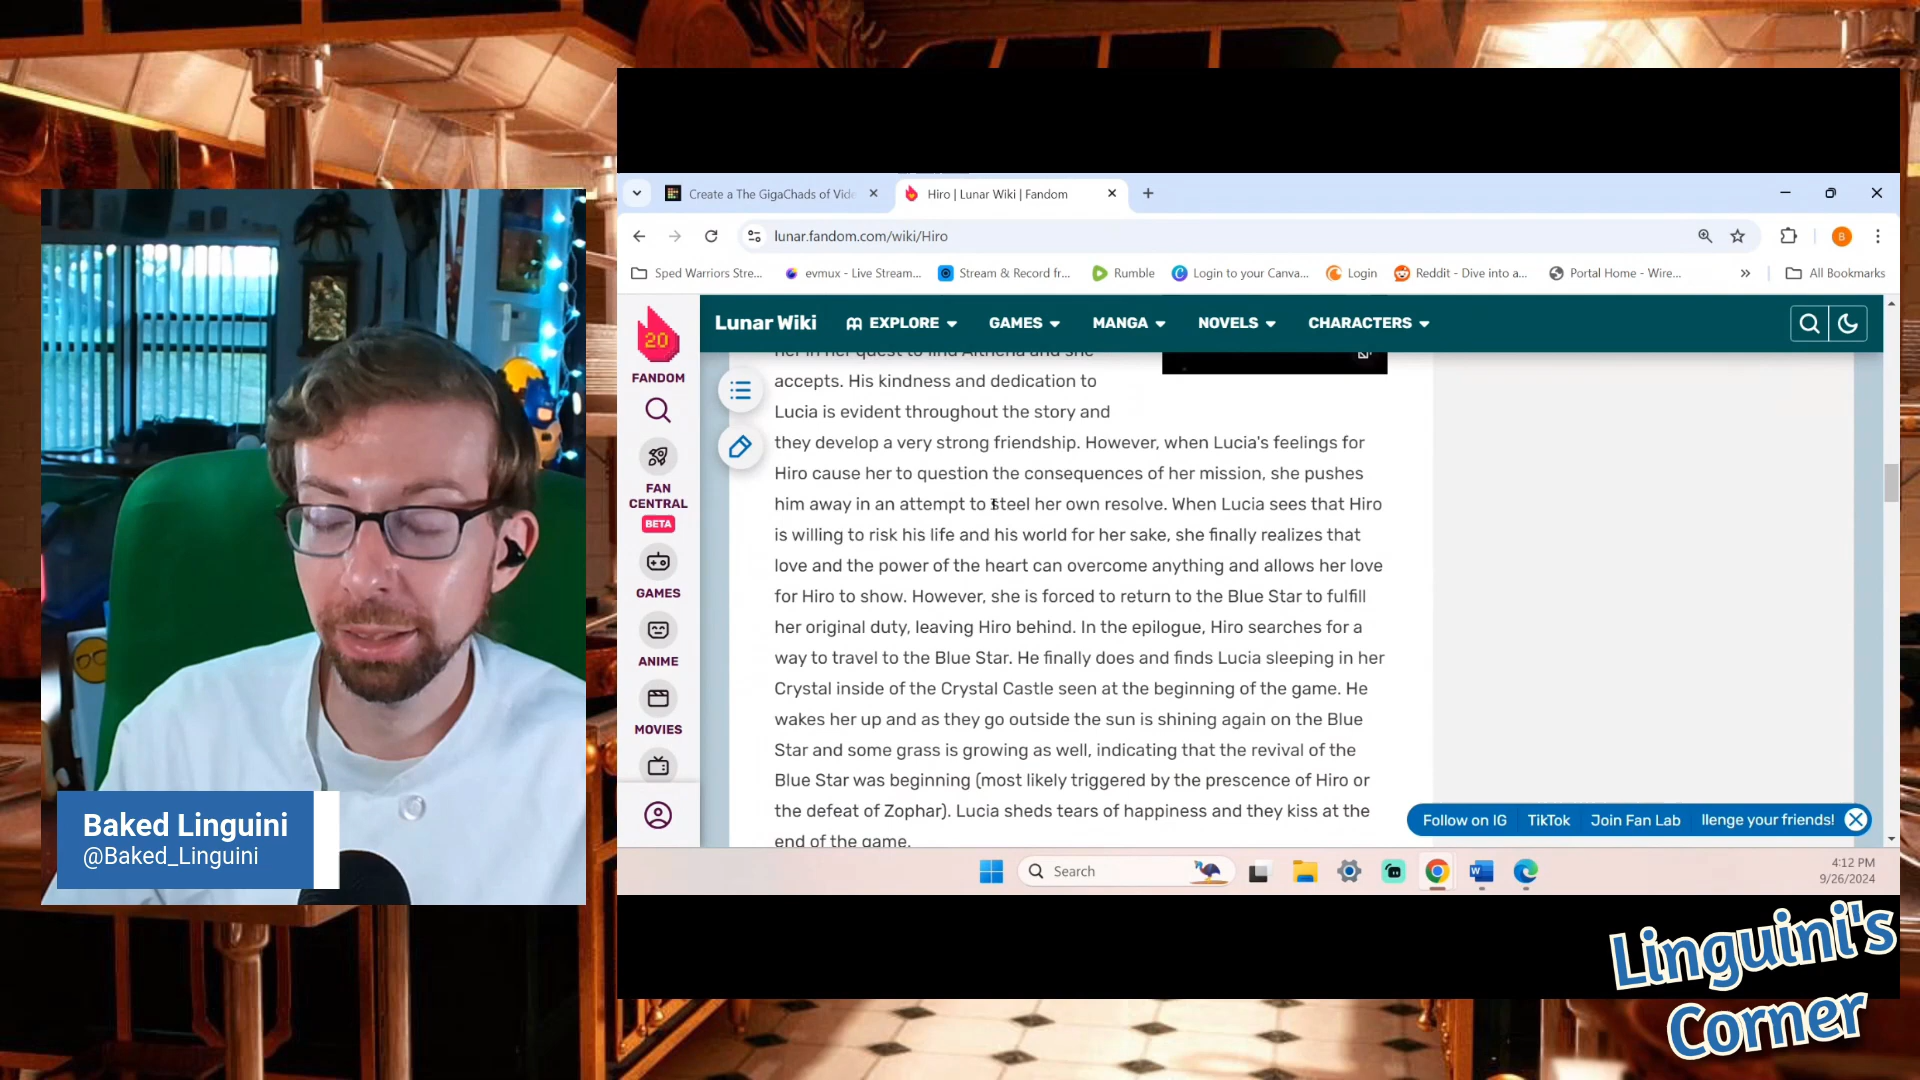 Create a The GigaChads of Vid
Hiro | Lunar Wiki | Fandom
lunar.fandom.com/wiki/Hiro
B
Sped Warriors Stre...
evmux - Live Stream...
Stream & Record fr...
Rumble
Login to your Canva...
Login
Reddit - Dive into a...
Portal Home - Wire...
All Bookmarks
20
FANDOM
FAN
CENTRAL
BETA
GAMES
ANIME
MOVIES
Lunar Wiki
EXPLORE
GAMES
MANGA
NOVELS
CHARACTERS
her in her quest to find Althena and she
accepts. His kindness and dedication to
Lucia is evident throughout the story and
they develop a very strong friendship. However, when Lucia's feelings for
Hiro cause her to question the consequences of her mission, she pushes
him away in an attempt to steel her own resolve. When Lucia sees that Hiro
is willing to risk his life and his world for her sake, she finally realizes that
love and the power of the heart can overcome anything and allows her love
for Hiro to show. However, she is forced to return to the Blue Star to fulfill
her original duty, leaving Hiro behind. In the epilogue, Hiro searches for a
way to travel to the Blue Star. He finally does and finds Lucia sleeping in her
Crystal inside of the Crystal Castle seen at the beginning of the game. He
wakes her up and as they go outside the sun is shining again on the Blue
Star and some grass is growing as well, indicating that the revival of the
Blue Star was beginning (most likely triggered by the prescence of Hiro or
the defeat of Zophar). Lucia sheds tears of happiness and they kiss at the
end of the game.
Follow on IG
TikTok
Join Fan Lab
llenge your friends!
Search
4:12 PM
9/26/2024
Baked Linguini
@Baked_Linguini
Linguini's
Corner